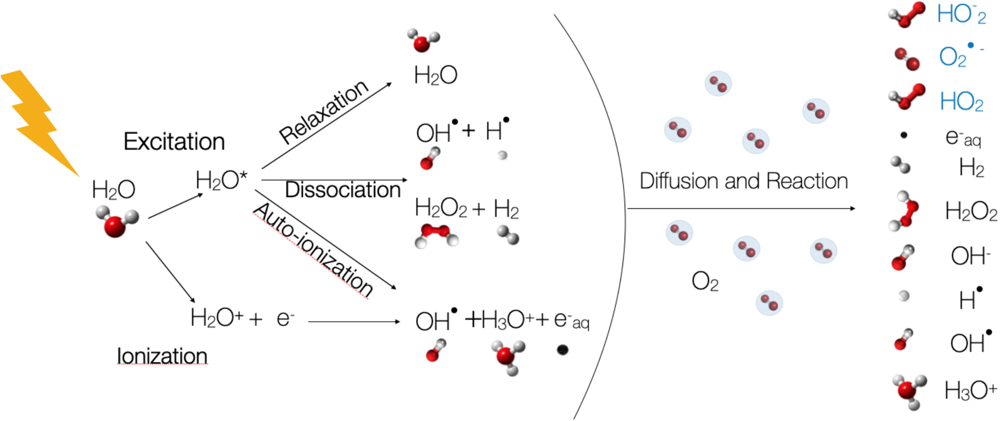 H₂O
Excitation
H₂O*
Relaxation
H₂O
Dissociation
OH• + H•
H₂O₂ + H₂
Auto-ionization
H₂O⁺ + e⁻
OH• +H₃O⁺+ e⁻aq
Ionization
Diffusion and Reaction
O₂
HO⁻₂
O₂•⁻
HO₂
e⁻aq
H₂
H₂O₂
OH⁻
H•
OH•
H₃O⁺